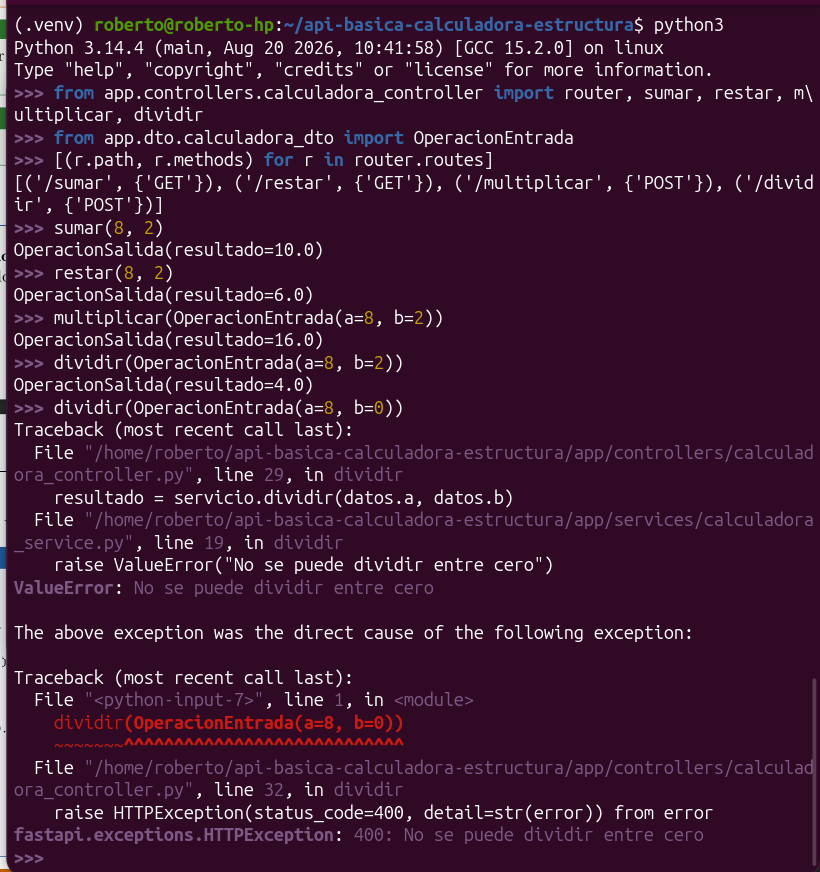 (.venv) roberto@roberto-hp:~/api-basica-calculadora-estructura$ python3
Python 3.14.4 (main, Aug 20 2026, 10:41:58) [GCC 15.2.0] on linux
Type "help", "copyright", "credits" or "license" for more information.
>>> from app.controllers.calculadora_controller import router, sumar, restar, m\
ultiplicar, dividir
>>> from app.dto.calculadora_dto import OperacionEntrada
>>> [(r.path, r.methods) for r in router.routes]
[('/sumar', {'GET'}), ('/restar', {'GET'}), ('/multiplicar', {'POST'}), ('/divid
ir', {'POST'})]
>>> sumar(8, 2)
OperacionSalida(resultado=10.0)
>>> restar(8, 2)
OperacionSalida(resultado=6.0)
>>> multiplicar(OperacionEntrada(a=8, b=2))
OperacionSalida(resultado=16.0)
>>> dividir(OperacionEntrada(a=8, b=2))
OperacionSalida(resultado=4.0)
>>> dividir(OperacionEntrada(a=8, b=0))
Traceback (most recent call last):
  File "/home/roberto/api-basica-calculadora-estructura/app/controllers/calculad
ora_controller.py", line 29, in dividir
    resultado = servicio.dividir(datos.a, datos.b)
  File "/home/roberto/api-basica-calculadora-estructura/app/services/calculadora
_service.py", line 19, in dividir
    raise ValueError("No se puede dividir entre cero")
ValueError: No se puede dividir entre cero

The above exception was the direct cause of the following exception:

Traceback (most recent call last):
  File "<python-input-7>", line 1, in <module>
    dividir(OperacionEntrada(a=8, b=0))
    ~~~~~~~^^^^^^^^^^^^^^^^^^^^^^^^^^^^
  File "/home/roberto/api-basica-calculadora-estructura/app/controllers/calculad
ora_controller.py", line 32, in dividir
    raise HTTPException(status_code=400, detail=str(error)) from error
fastapi.exceptions.HTTPException: 400: No se puede dividir entre cero
>>>